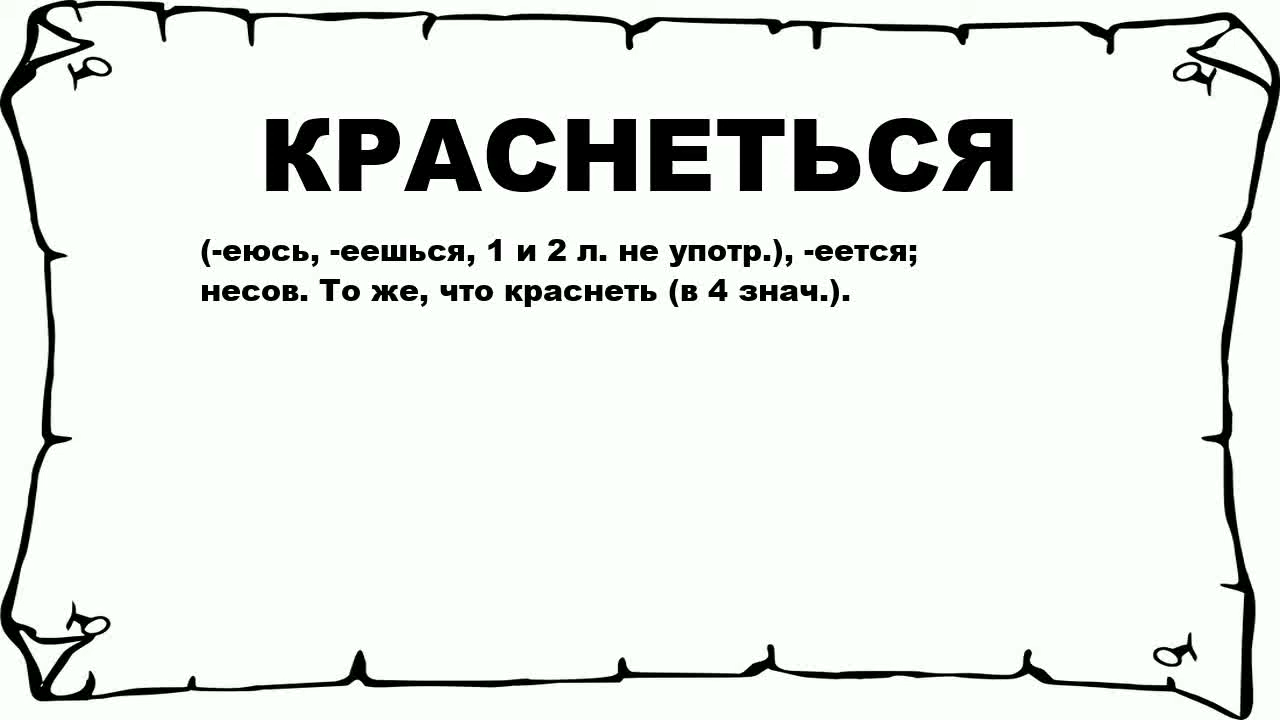 КРАСНЕТЬСЯ
(-еюсь, -еешься, 1 и 2 л. не употр.), -еется;
несов. То же, что краснеть (в 4 знач.).